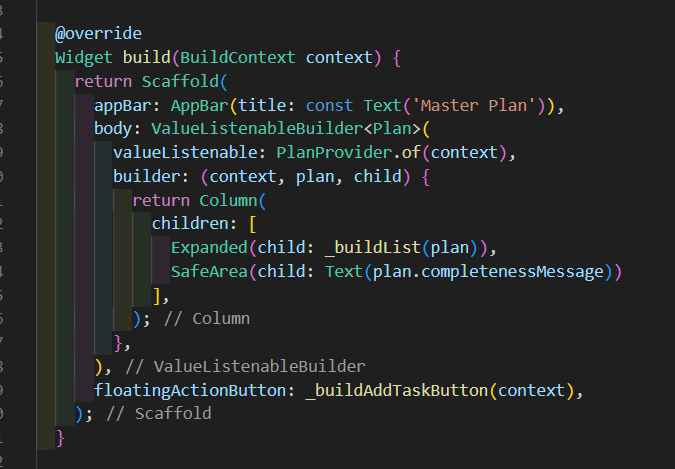 @override
Widget build(BuildContext context) {
return Scaffold(
appBar: AppBar(title: const Text('Master Plan')),
body: ValueListenableBuilder<Plan>(
valueListenable: PlanProvider.of(context),
builder: (context, plan, child) {
return Column(
children: [
Expanded(child: _buildList(plan)),
SafeArea(child: Text(plan.completenessMessage))
],
); // Column
},
), // ValueListenableBuilder
floatingActionButton: _buildAddTaskButton(context),
); // Scaffold
}